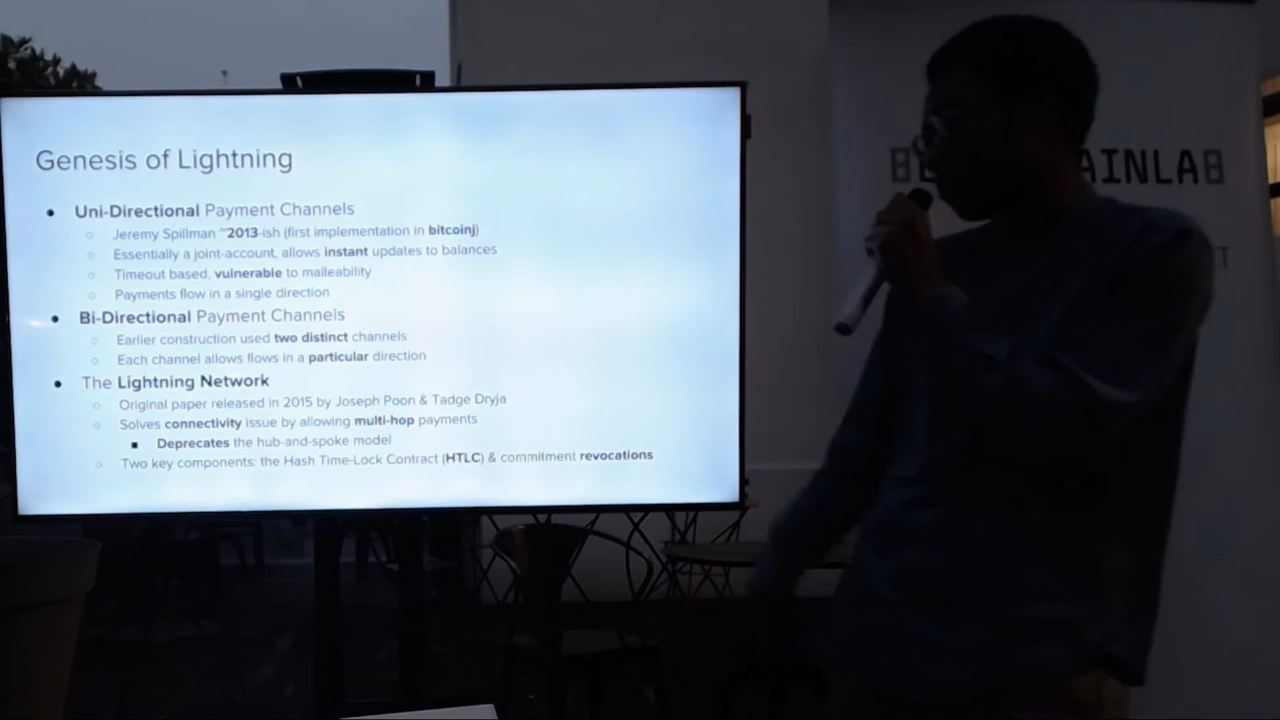 Genesis of Lightning
● Uni-Directional Payment Channels
○ Jeremy Spillman ~2013-ish (first implementation in bitcoinj)
○ Essentially a joint-account, allows instant updates to balances
○ Timeout based, vulnerable to malleability
○ Payments flow in a single direction
● Bi-Directional Payment Channels
○ Earlier construction used two distinct channels
○ Each channel allows flows in a particular direction
● The Lightning Network
○ Original paper released in 2015 by Joseph Poon & Tadge Dryja
○ Solves connectivity issue by allowing multi-hop payments
■ Deprecates the hub-and-spoke model
○ Two key components: the Hash Time-Lock Contract (HTLC) & commitment revocations